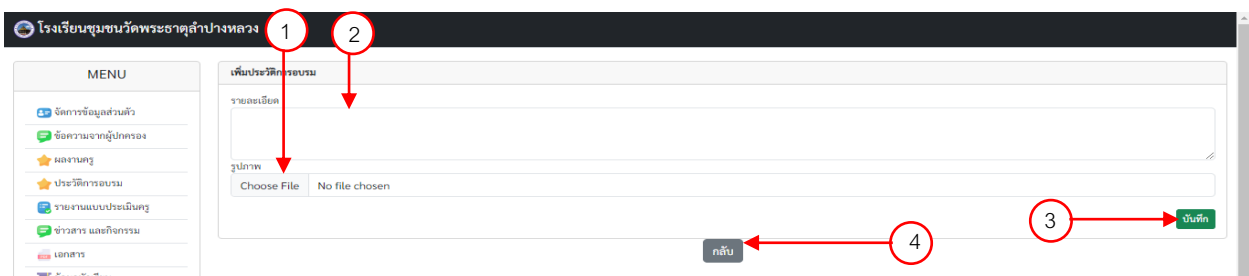 โรงเรียนชุมชนวัดพระธาตุลำปางหลวง
1
2
MENU
เพิ่มประวัติการอบรม
รายละเอียด
จัดการข้อมูลส่วนตัว
ข้อความจากผู้ปกครอง
ผลงานครู
รูปภาพ
ประวัติการอบรม
Choose File No file chosen
รายงานแบบประเมินครู
3
บันทึก
ข่าวสาร และกิจกรรม
กลับ
4
เอกสาร